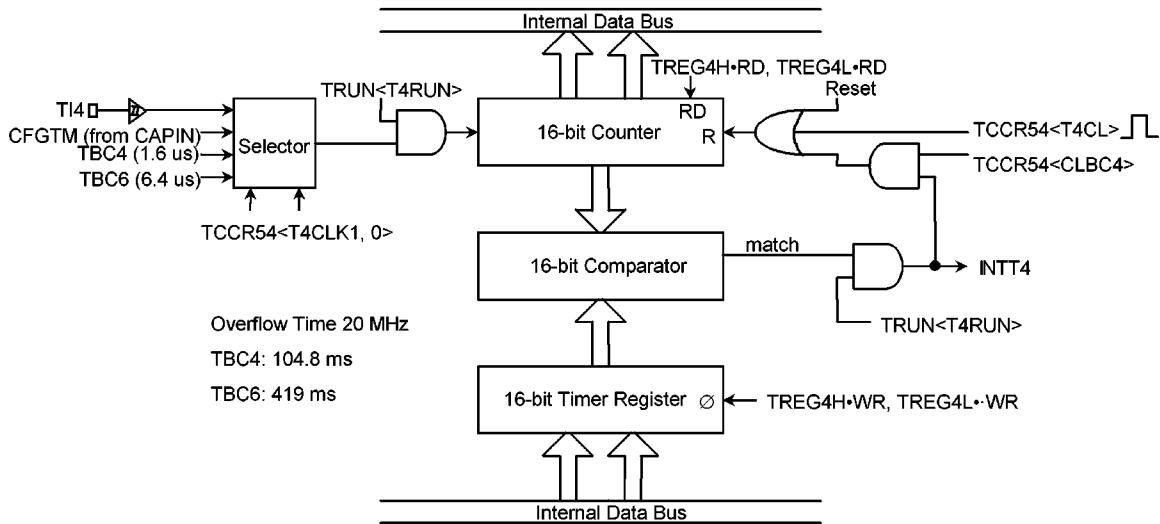 Internal Data Bus
TREG4H•RD, TREG4L•RD
TRUN<T4RUN>
Reset
TI4
RD
CFGTM (from CAPIN)
16-bit Counter
R
TCCR54<T4CL>
TBC4 (1.6 us)
Selector
TCCR54<CLBC4>
TBC6 (6.4 us)
TCCR54<T4CLK1, 0>
match
16-bit Comparator
INTT4
Overflow Time 20 MHz
TRUN<T4RUN>
TBC4: 104.8 ms
TBC6: 419 ms
16-bit Timer Register Ø
TREG4H•WR, TREG4L•·WR
Internal Data Bus